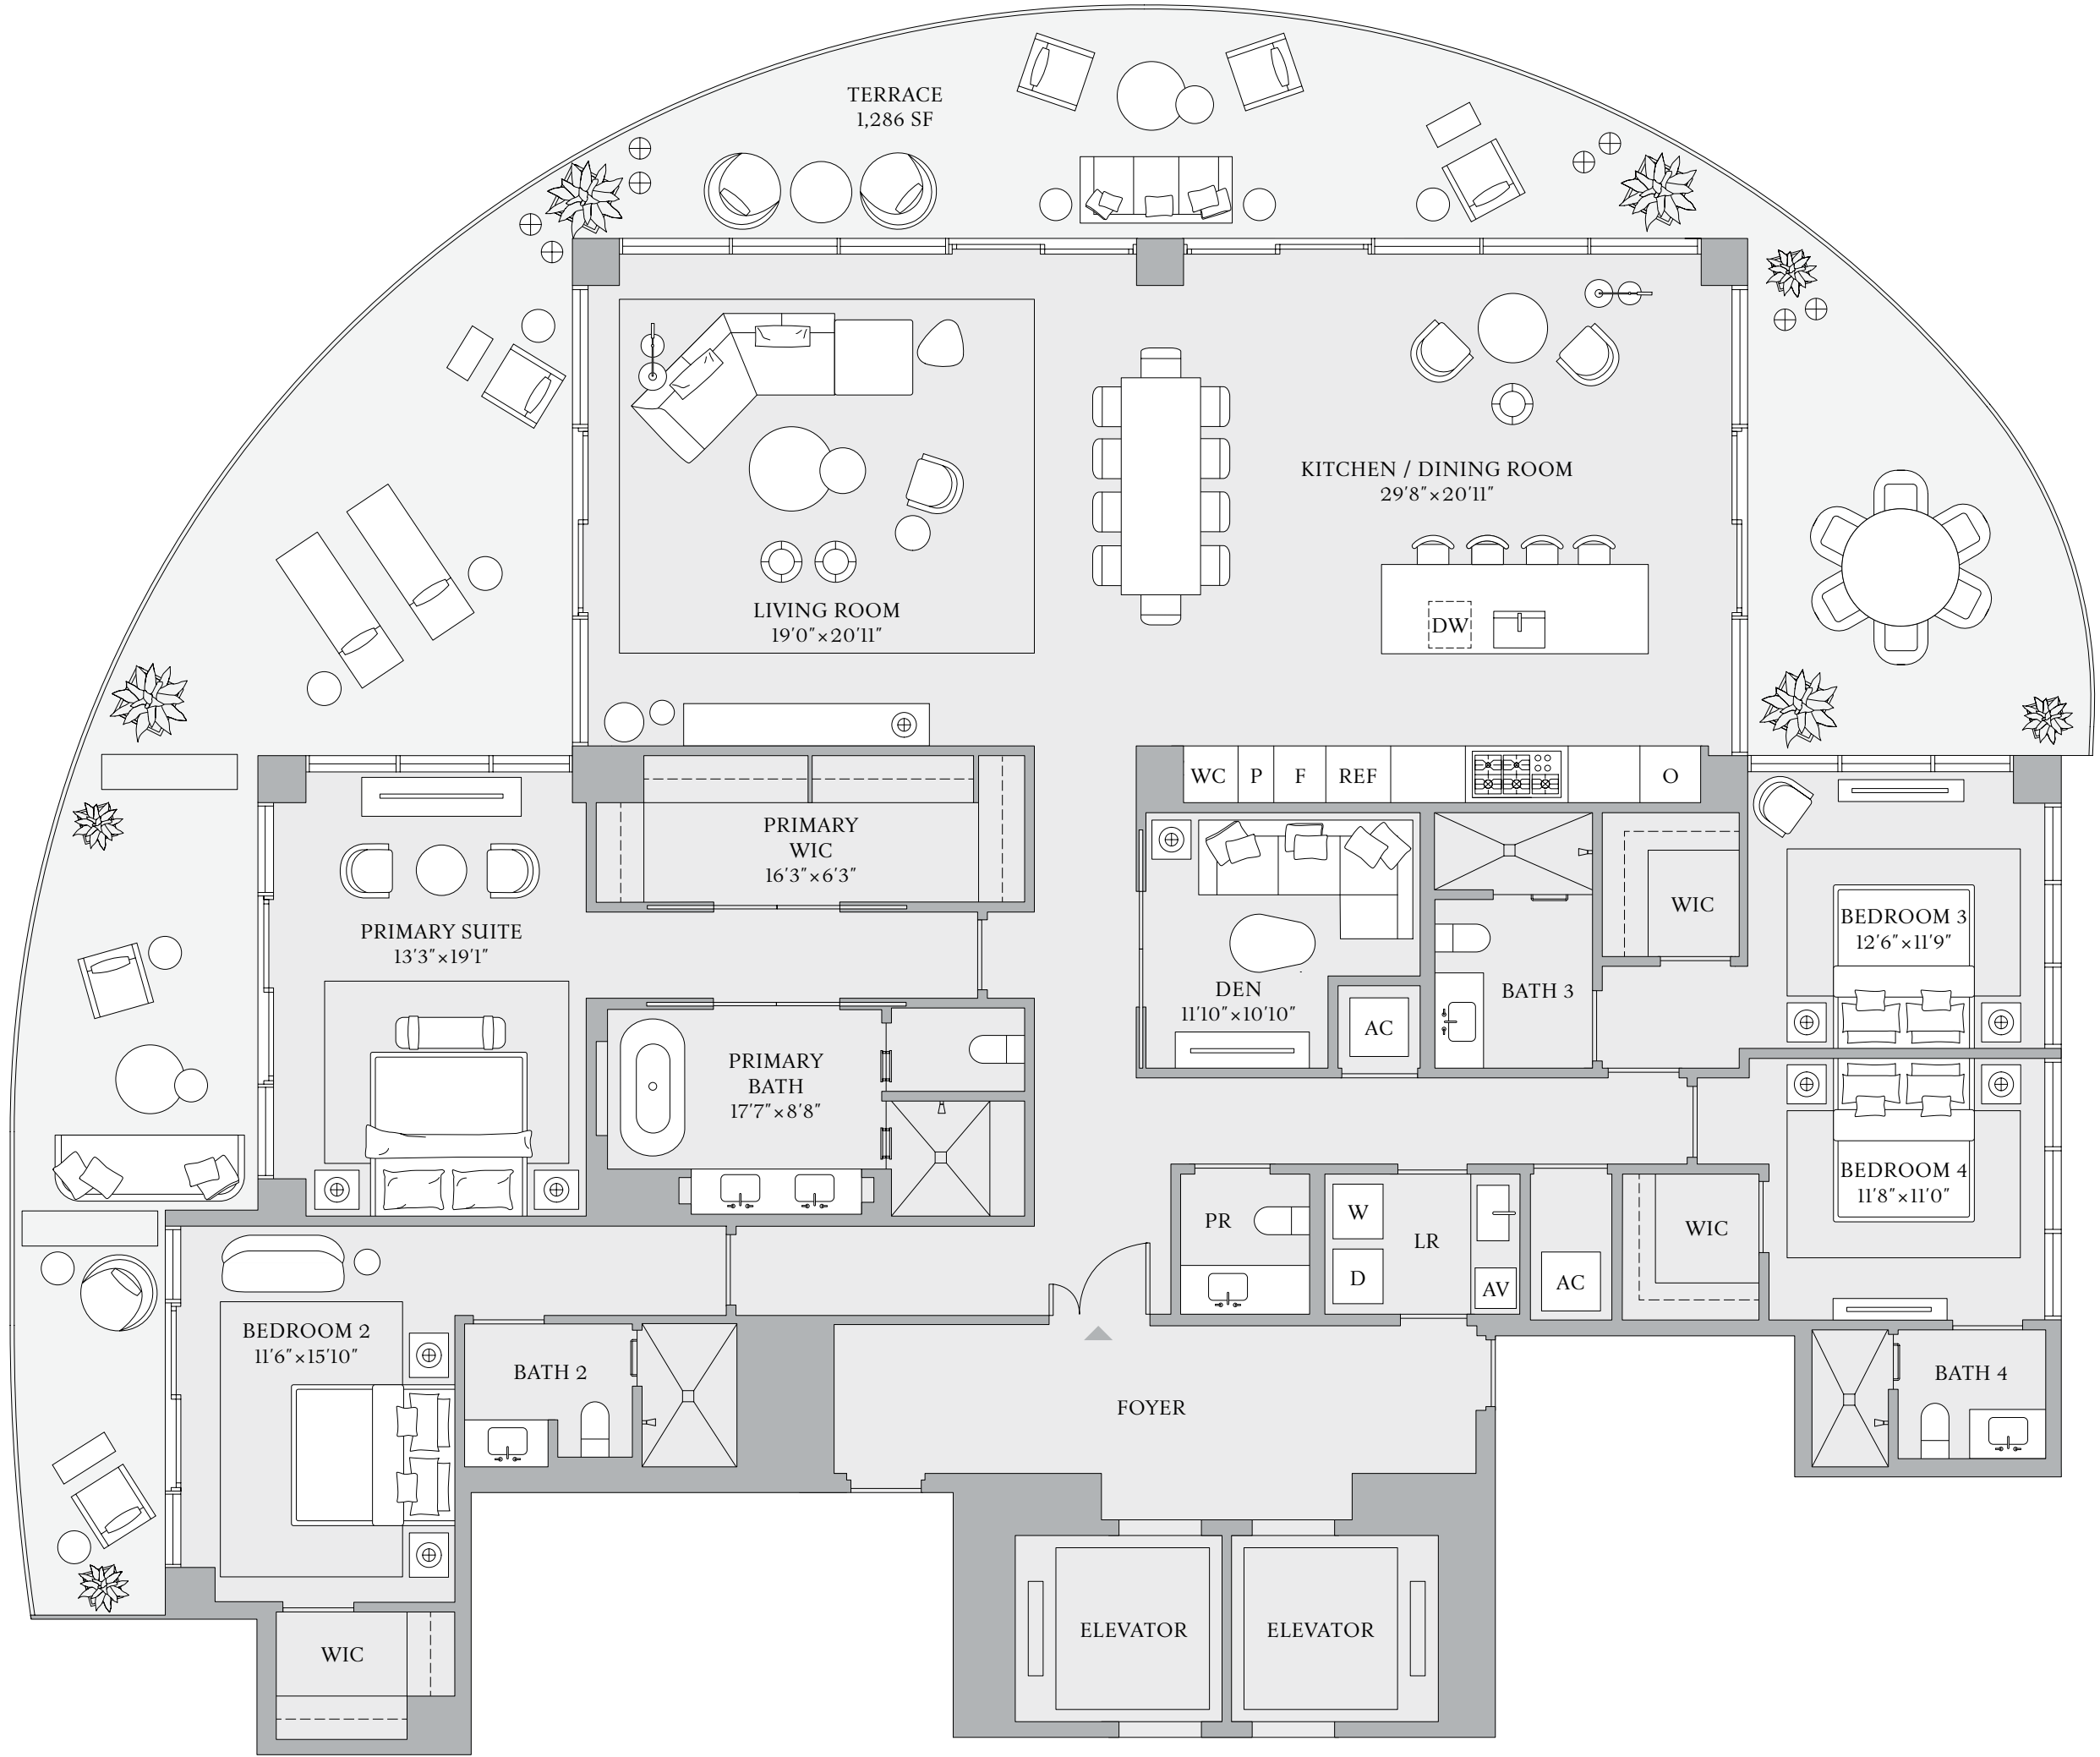 TERRACE
1,286 SF
KITCHEN / DINING ROOM
29'8"×20'11"
LIVING ROOM
19'0"×20'11"
DW
WC
P
F
REF
O
PRIMARY
WIC
16'3"×6'3"
PRIMARY SUITE
13'3"×19'1"
WIC
BEDROOM 3
12'6"×11'9"
DEN
11'10"×10'10"
BATH 3
AC
PRIMARY
BATH
17'7"×8'8"
BEDROOM 4
11'8"×11'0"
PR
W
D
LR
AV
AC
WIC
BEDROOM 2
11'6"×15'10"
BATH 2
FOYER
BATH 4
ELEVATOR
ELEVATOR
WIC